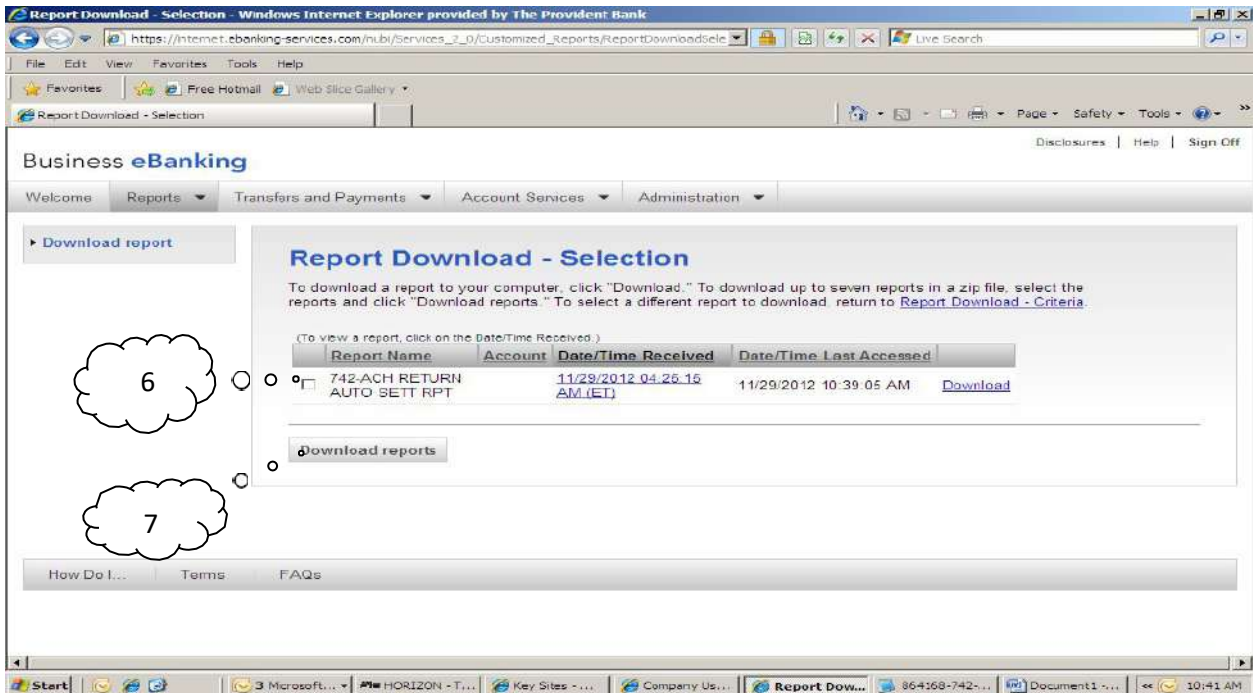 Report Download - Selection - Windows Internet Explorer provided by The Provident Bank
https://internet.ebanking-services.com/nubi/Services_2_0/Customized_Reports/ReportDownloadSele
Live Search
File Edit View Favorites Tools Help
Favorites Free Hotmail Web Slice Gallery
Report Download - Selection
Page Safety Tools »
Disclosures | Help | Sign Off
Business eBanking
Welcome Reports Transfers and Payments Account Services Administration
Download report
Report Download - Selection
To download a report to your computer, click "Download." To download up to seven reports in a zip file, select the
reports and click "Download reports." To select a different report to download, return to Report Download - Criteria.
(To view a report, click on the Date/Time Received.)
Report Name Account Date/Time Received Date/Time Last Accessed
6
742-ACH RETURN 11/29/2012 04:25:15 11/29/2012 10:39:05 AM Download
AUTO SETT RPT AM (ET)
Download reports
7
How Do I... Terms FAQs
Start 3 Microsoft... HORIZON - T... Key Sites - ... Company Us... Report Dow... 864168-742-... Document1 -... « 10:41 AM